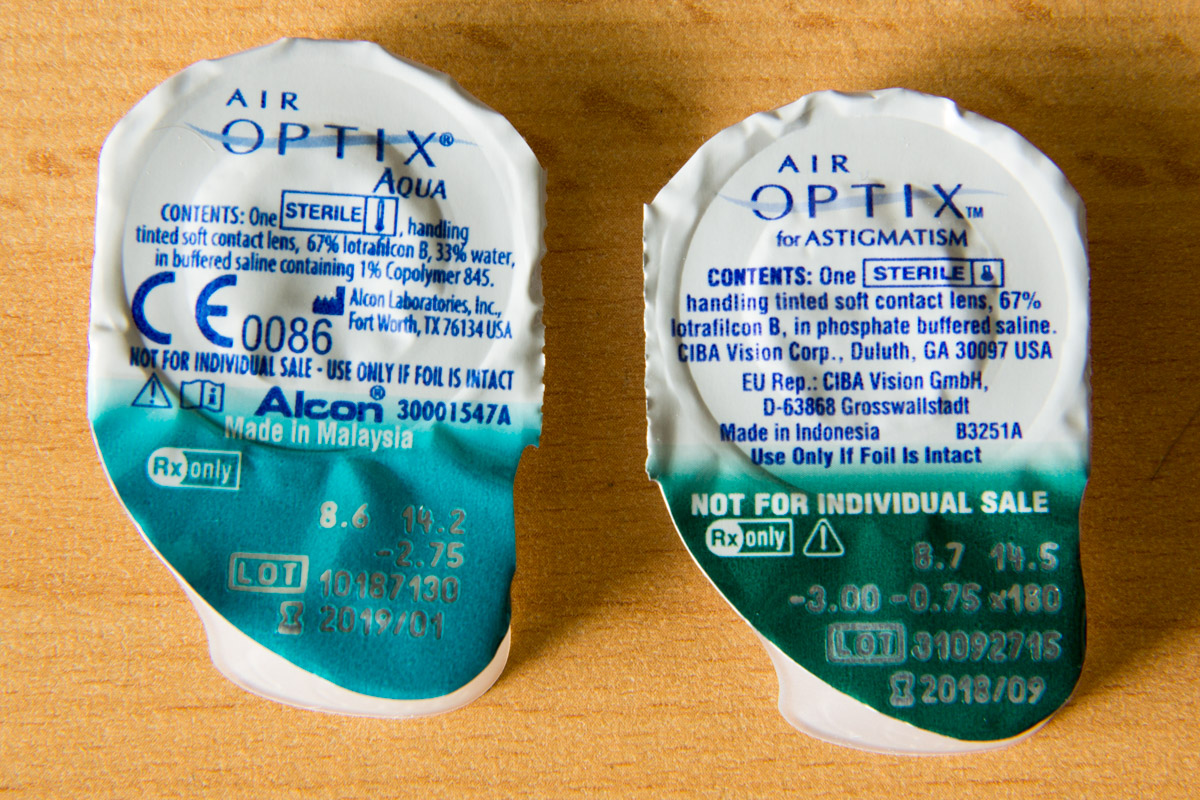 AIR
OPTIX®
AQUA
CONTENTS: One STERILE , handling
tinted soft contact lens, 67% lotrafilcon B, 33% water,
in buffered saline containing 1% Copolymer 845.
CE 0086
Alcon Laboratories, Inc.,
Fort Worth, TX 76134 USA
NOT FOR INDIVIDUAL SALE - USE ONLY IF FOIL IS INTACT
Alcon® 30001547A
Made in Malaysia
Rx only
8.6 14.2
-2.75
LOT 10187130
2019/01
AIR
OPTIX™
for ASTIGMATISM
CONTENTS: One STERILE
handling tinted soft contact lens, 67%
lotrafilcon B, in phosphate buffered saline.
CIBA Vision Corp., Duluth, GA 30097 USA
EU Rep.: CIBA Vision GmbH,
D-63868 Grosswallstadt
Made in Indonesia B3251A
Use Only If Foil Is Intact
NOT FOR INDIVIDUAL SALE
Rx only
8.7 14.5
-3.00 -0.75 x180
LOT 31092715
2018/09